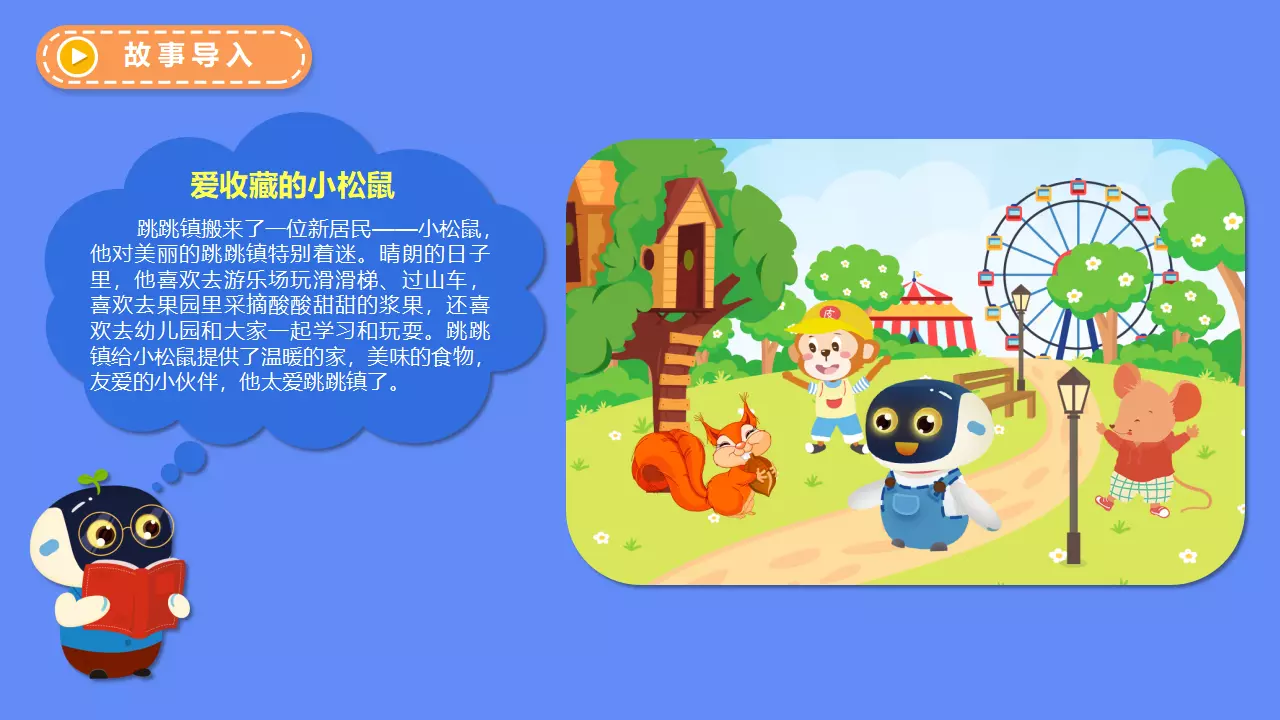 故事导入
爱收藏的小松鼠
跳跳镇搬来了一位新居民——小松鼠，
他对美丽的跳跳镇特别着迷。晴朗的日子
里，他喜欢去游乐场玩滑滑梯、过山车，
喜欢去果园里采摘酸酸甜甜的浆果，还喜
欢去幼儿园和大家一起学习和玩耍。跳跳
镇给小松鼠提供了温暖的家，美味的食物，
友爱的小伙伴，他太爱跳跳镇了。
皮